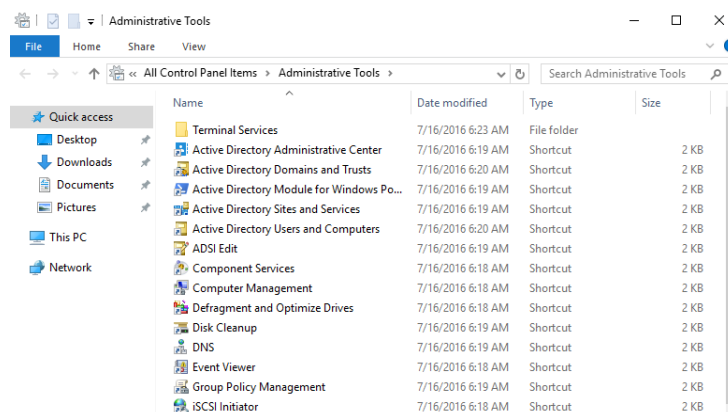 Administrative Tools
File Home Share View
« All Control Panel Items > Administrative Tools > Search Administrative Tools
Name Date modified Type Size
Quick access
Desktop
Downloads
Documents
Pictures
This PC
Network
Terminal Services 7/16/2016 6:23 AM File folder
Active Directory Administrative Center 7/16/2016 6:19 AM Shortcut 2 KB
Active Directory Domains and Trusts 7/16/2016 6:20 AM Shortcut 2 KB
Active Directory Module for Windows Po... 7/16/2016 6:19 AM Shortcut 2 KB
Active Directory Sites and Services 7/16/2016 6:19 AM Shortcut 2 KB
Active Directory Users and Computers 7/16/2016 6:20 AM Shortcut 2 KB
ADSI Edit 7/16/2016 6:19 AM Shortcut 2 KB
Component Services 7/16/2016 6:18 AM Shortcut 2 KB
Computer Management 7/16/2016 6:18 AM Shortcut 2 KB
Defragment and Optimize Drives 7/16/2016 6:18 AM Shortcut 2 KB
Disk Cleanup 7/16/2016 6:19 AM Shortcut 2 KB
DNS 7/16/2016 6:19 AM Shortcut 2 KB
Event Viewer 7/16/2016 6:18 AM Shortcut 2 KB
Group Policy Management 7/16/2016 6:19 AM Shortcut 2 KB
iSCSI Initiator 7/16/2016 6:18 AM Shortcut 2 KB